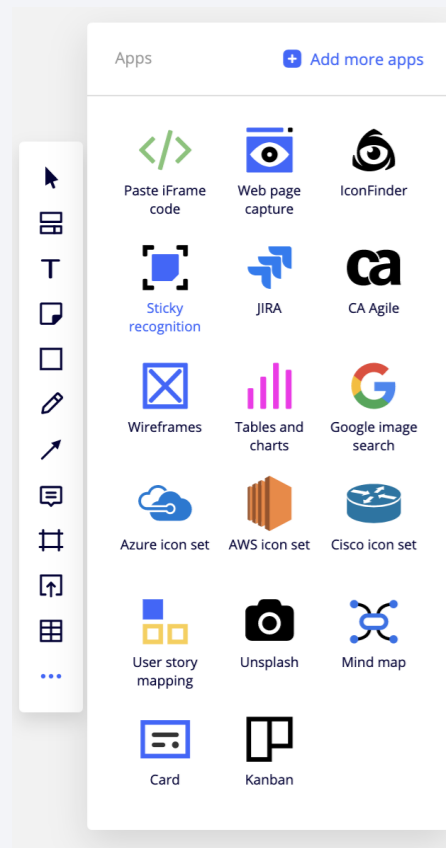 Apps
Add more apps
Paste iFrame
code
Web page
capture
IconFinder
Sticky
recognition
JIRA
ca
CA Agile
Wireframes
Tables and
charts
Google image
search
Azure icon set
AWS icon set
Cisco icon set
User story
mapping
Unsplash
Mind map
Card
Kanban